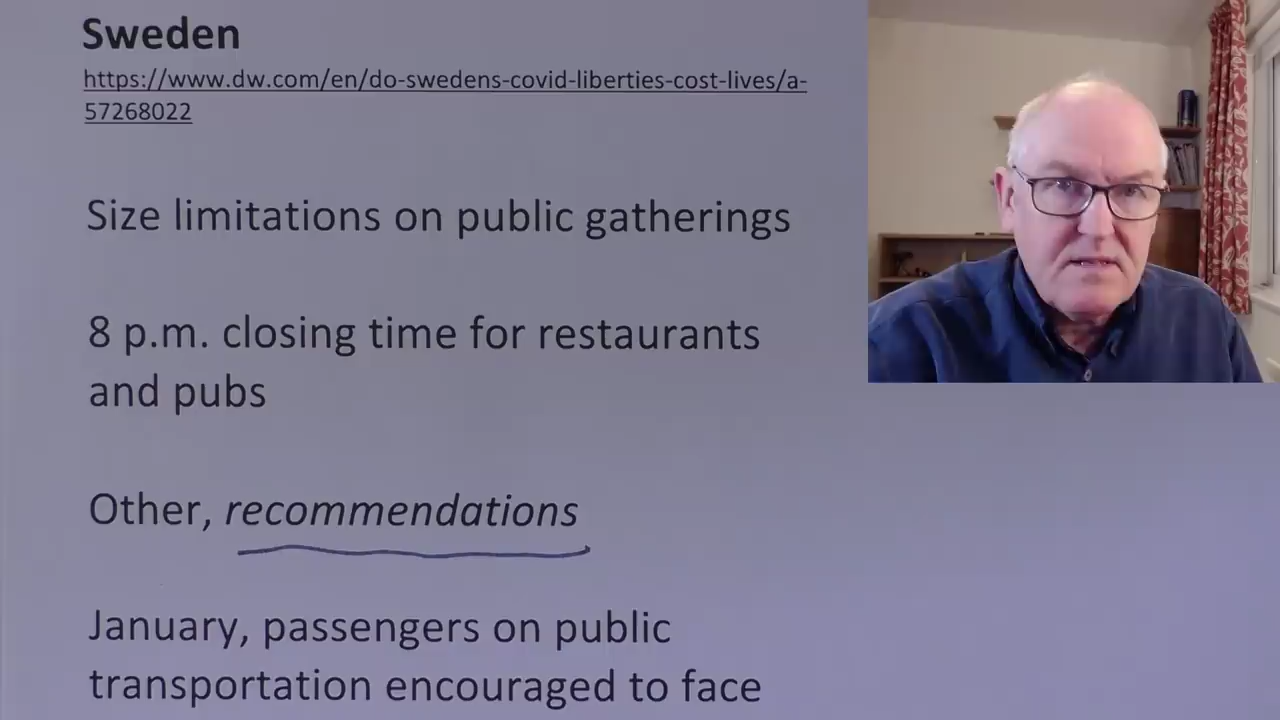 Sweden
https://www.dw.com/en/do-swedens-covid-liberties-cost-lives/a-
57268022
Size limitations on public gatherings
8 p.m. closing time for restaurants
and pubs
Other, recommendations
January, passengers on public
transportation encouraged to face